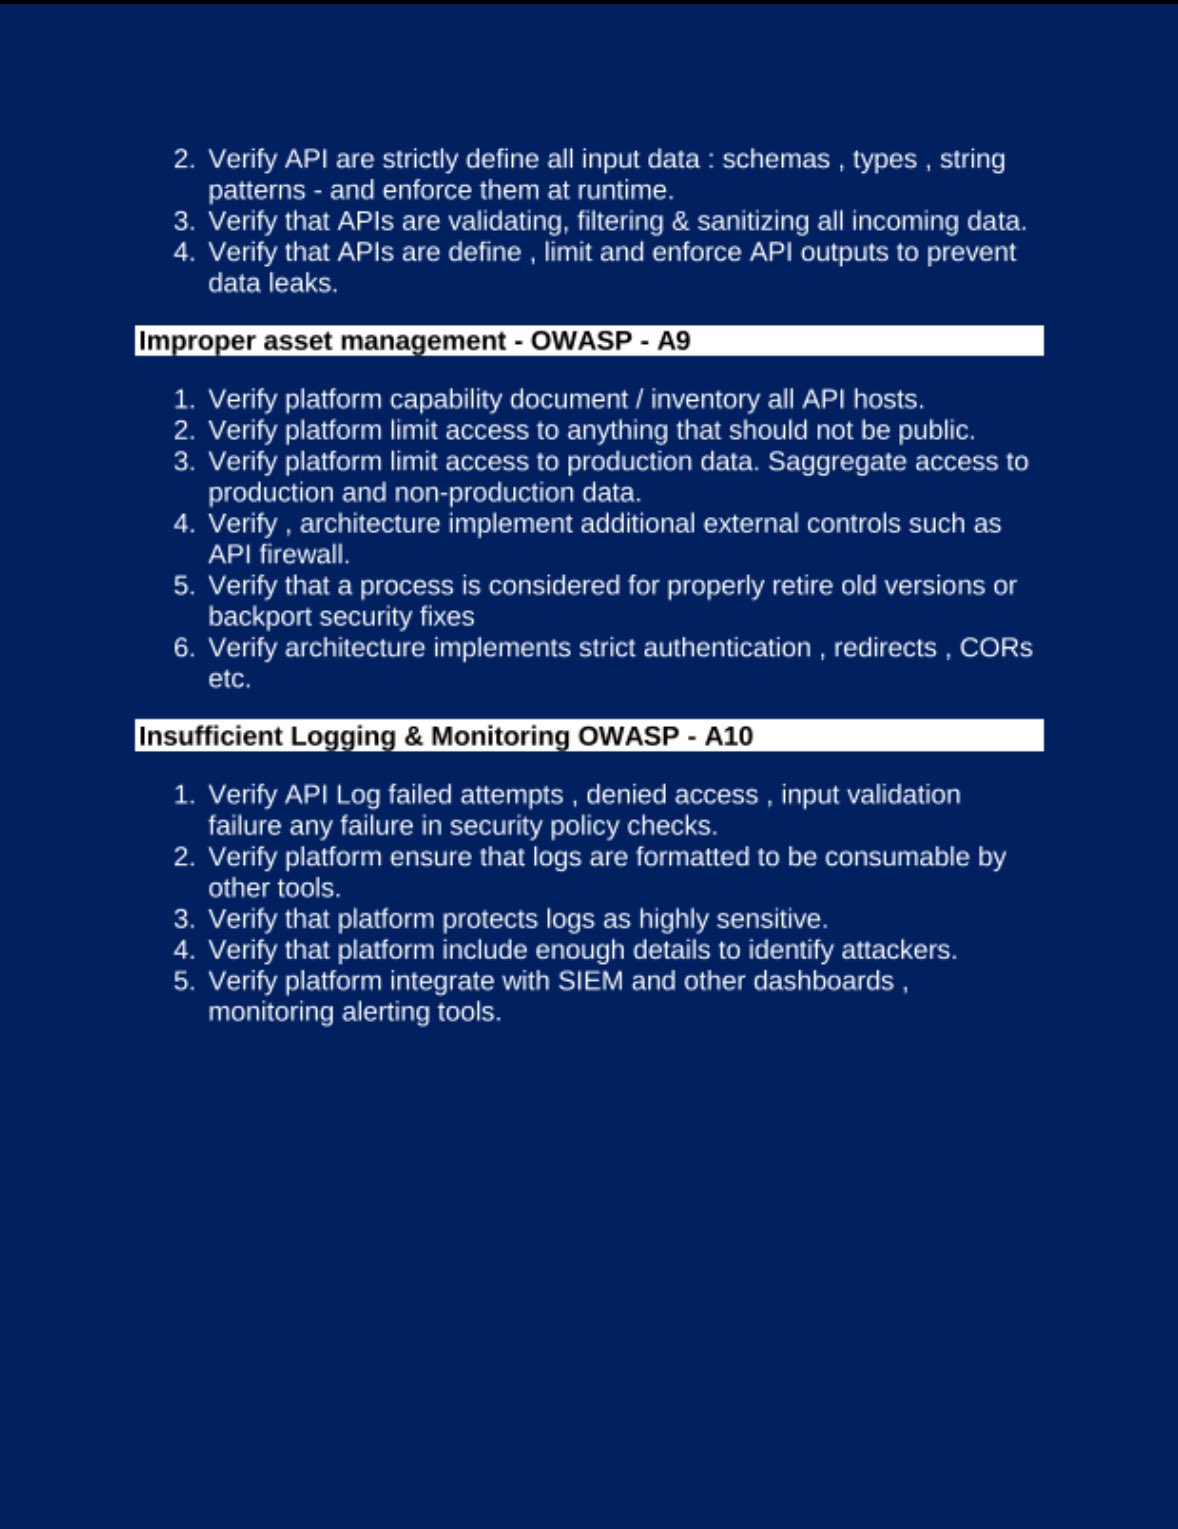 2. Verify API are strictly define all input data : schemas , types , string
patterns - and enforce them at runtime.
3. Verify that APIs are validating, filtering & sanitizing all incoming data.
4. Verify that APIs are define , limit and enforce API outputs to prevent
data leaks.
Improper asset management - OWASP - A9
1. Verify platform capability document / inventory all API hosts.
2. Verify platform limit access to anything that should not be public.
3. Verify platform limit access to production data. Saggregate access to
production and non-production data.
4. Verify , architecture implement additional external controls such as
API firewall.
5. Verify that a process is considered for properly retire old versions or
backport security fixes
6. Verify architecture implements strict authentication , redirects , CORs
etc.
Insufficient Logging & Monitoring OWASP - A10
1. Verify API Log failed attempts , denied access , input validation
failure any failure in security policy checks.
2. Verify platform ensure that logs are formatted to be consumable by
other tools.
3. Verify that platform protects logs as highly sensitive.
4. Verify that platform include enough details to identify attackers.
5. Verify platform integrate with SIEM and other dashboards ,
monitoring alerting tools.